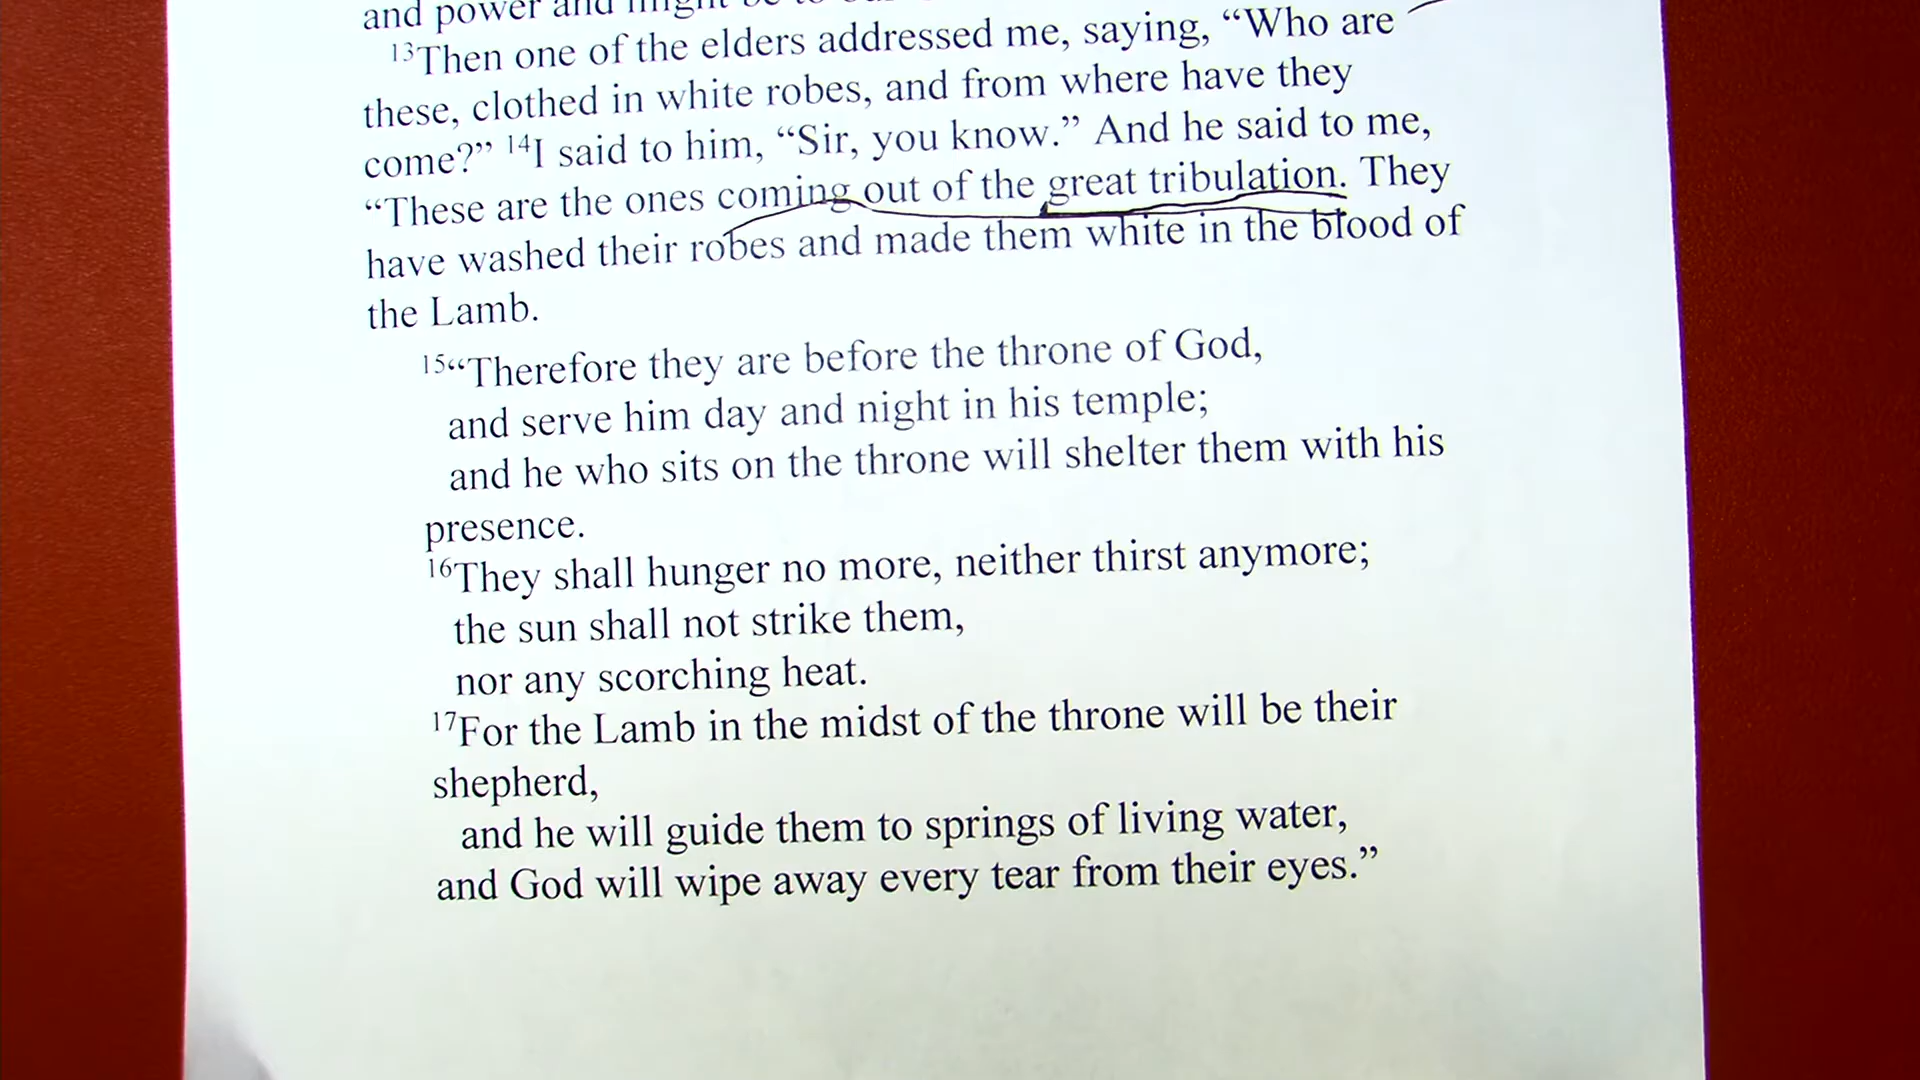 and power and might be to our
¹³Then one of the elders addressed me, saying, “Who are
these, clothed in white robes, and from where have they
come?” ¹⁴I said to him, “Sir, you know.” And he said to me,
“These are the ones coming out of the great tribulation. They
have washed their robes and made them white in the blood of
the Lamb.
¹⁵“Therefore they are before the throne of God,
and serve him day and night in his temple;
and he who sits on the throne will shelter them with his
presence.
¹⁶They shall hunger no more, neither thirst anymore;
the sun shall not strike them,
nor any scorching heat.
¹⁷For the Lamb in the midst of the throne will be their
shepherd,
and he will guide them to springs of living water,
and God will wipe away every tear from their eyes.”